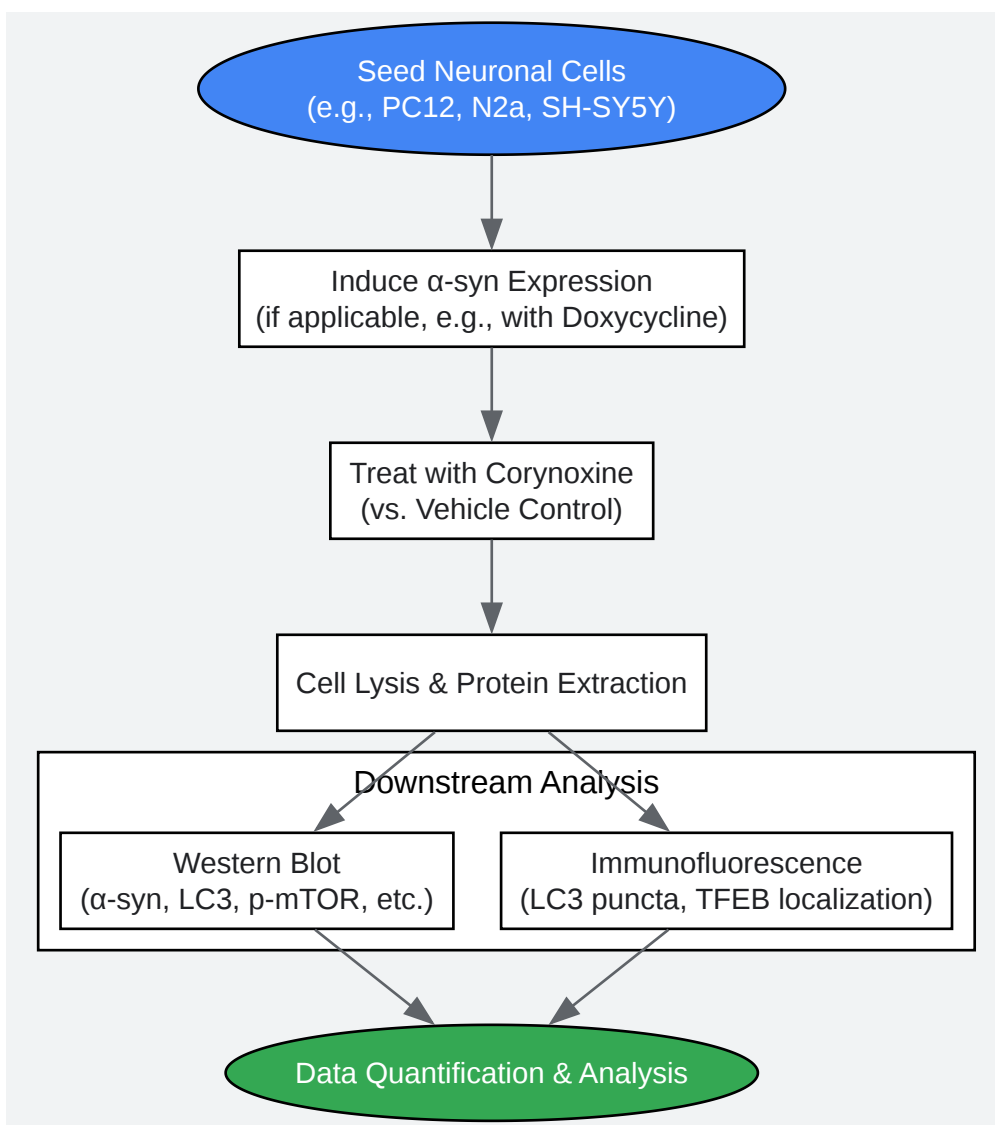 Seed Neuronal Cells
(e.g., PC12, N2a, SH-SY5Y)
Induce α-syn Expression
(if applicable, e.g., with Doxycycline)
Treat with Corynoxine
(vs. Vehicle Control)
Cell Lysis & Protein Extraction
Downstream Analysis
Western Blot
(α-syn, LC3, p-mTOR, etc.)
Immunofluorescence
(LC3 puncta, TFEB localization)
Data Quantification & Analysis